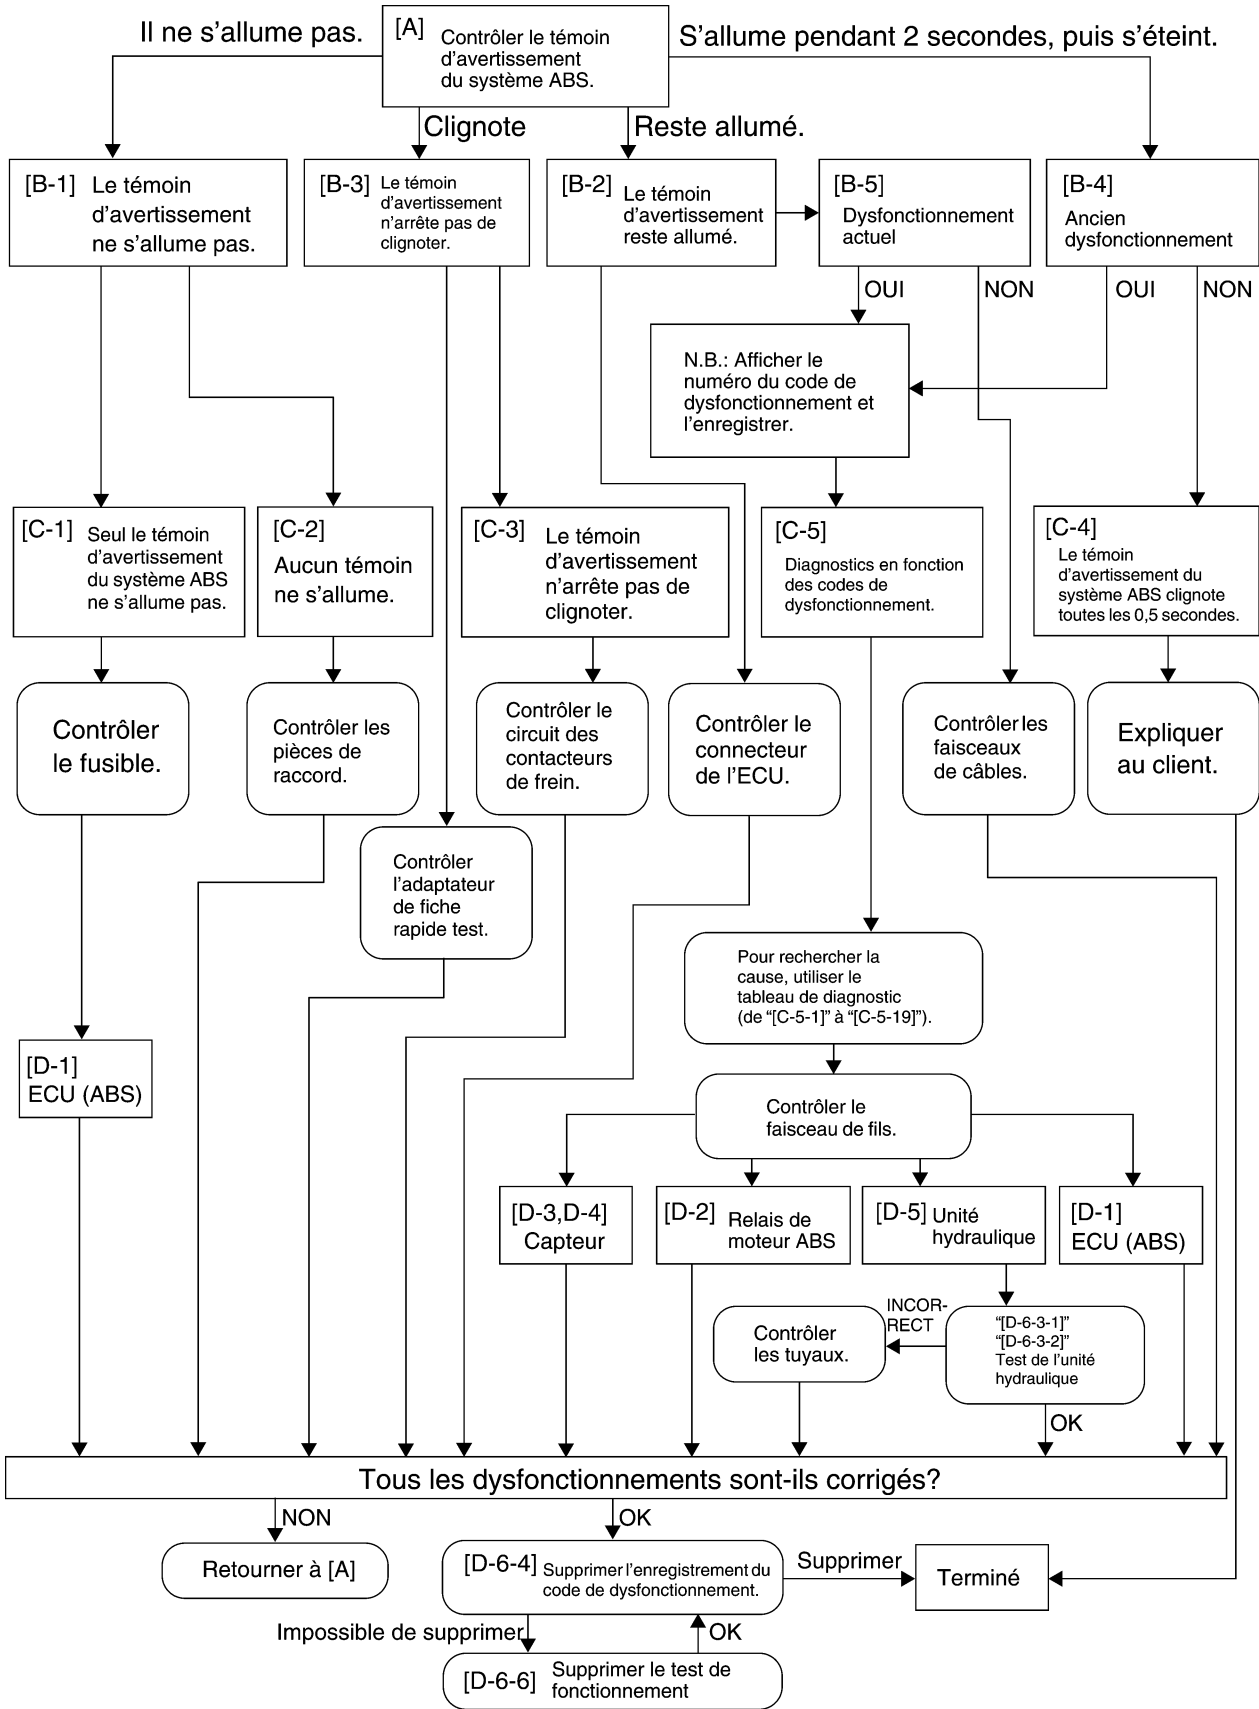 Il ne s'allume pas.
[A] Contrôler le témoin
d'avertissement
du système ABS.
S'allume pendant 2 secondes, puis s'éteint.
Clignote
Reste allumé.
[B-1] Le témoin
d'avertissement
ne s'allume pas.
[B-3] Le témoin
d'avertissement
n'arrête pas de
clignoter.
[B-2] Le témoin
d'avertissement
reste allumé.
[B-5]
Dysfonctionnement
actuel
[B-4]
Ancien
dysfonctionnement
OUI
NON
OUI
NON
N.B.: Afficher le
numéro du code de
dysfonctionnement et
l'enregistrer.
[C-1] Seul le témoin
d'avertissement
du système ABS
ne s'allume pas.
[C-2]
Aucun témoin
ne s'allume.
[C-3] Le témoin
d'avertissement
n'arrête pas de
clignoter.
[C-5]
Diagnostics en fonction
des codes de
dysfonctionnement.
[C-4]
Le témoin
d'avertissement du
système ABS clignote
toutes les 0,5 secondes.
Contrôler
le fusible.
Contrôler les
pièces de
raccord.
Contrôler le
circuit des
contacteurs
de frein.
Contrôler le
connecteur
de l'ECU.
Contrôler les
faisceaux
de câbles.
Expliquer
au client.
Contrôler
l'adaptateur
de fiche
rapide test.
Pour rechercher la
cause, utiliser le
tableau de diagnostic
(de “[C-5-1]” à “[C-5-19]”).
[D-1]
ECU (ABS)
Contrôler le
faisceau de fils.
[D-3,D-4]
Capteur
[D-2] Relais de
moteur ABS
[D-5] Unité
hydraulique
[D-1]
ECU (ABS)
INCOR-
RECT
Contrôler
les tuyaux.
“[D-6-3-1]”
“[D-6-3-2]”
Test de l'unité
hydraulique
OK
Tous les dysfonctionnements sont-ils corrigés?
NON
OK
Retourner à [A]
[D-6-4] Supprimer l'enregistrement du
code de dysfonctionnement.
Supprimer
Terminé
Impossible de supprimer
OK
[D-6-6] Supprimer le test de
fonctionnement